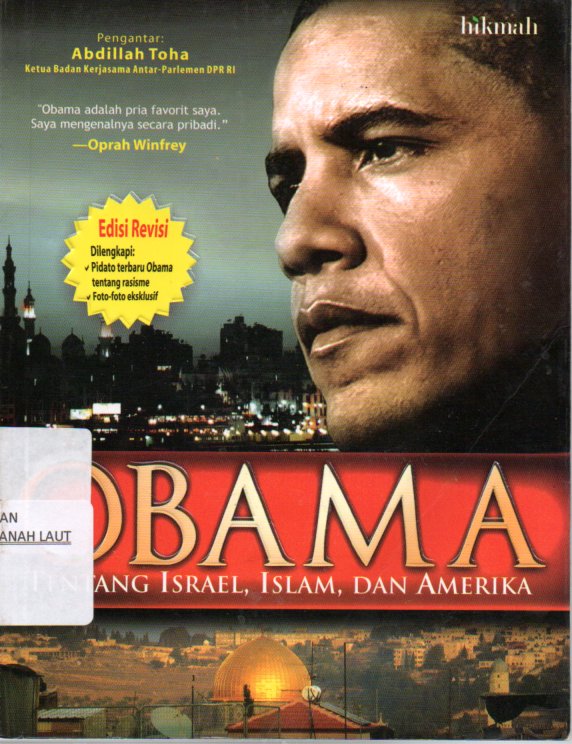 hikmah
Pengantar:
Abdillah Toha
Ketua Badan Kerjasama Antar-Parlemen DPR RI
"Obama adalah pria favorit saya.
Saya mengenalnya secara pribadi."
—Oprah Winfrey
Edisi Revisi
Dilengkapi:
✓ Pidato terbaru Obama
tentang rasisme
✓ Foto-foto eksklusif
OBAMA
TENTANG ISRAEL, ISLAM, DAN AMERIKA
AN
ANAH LAUT